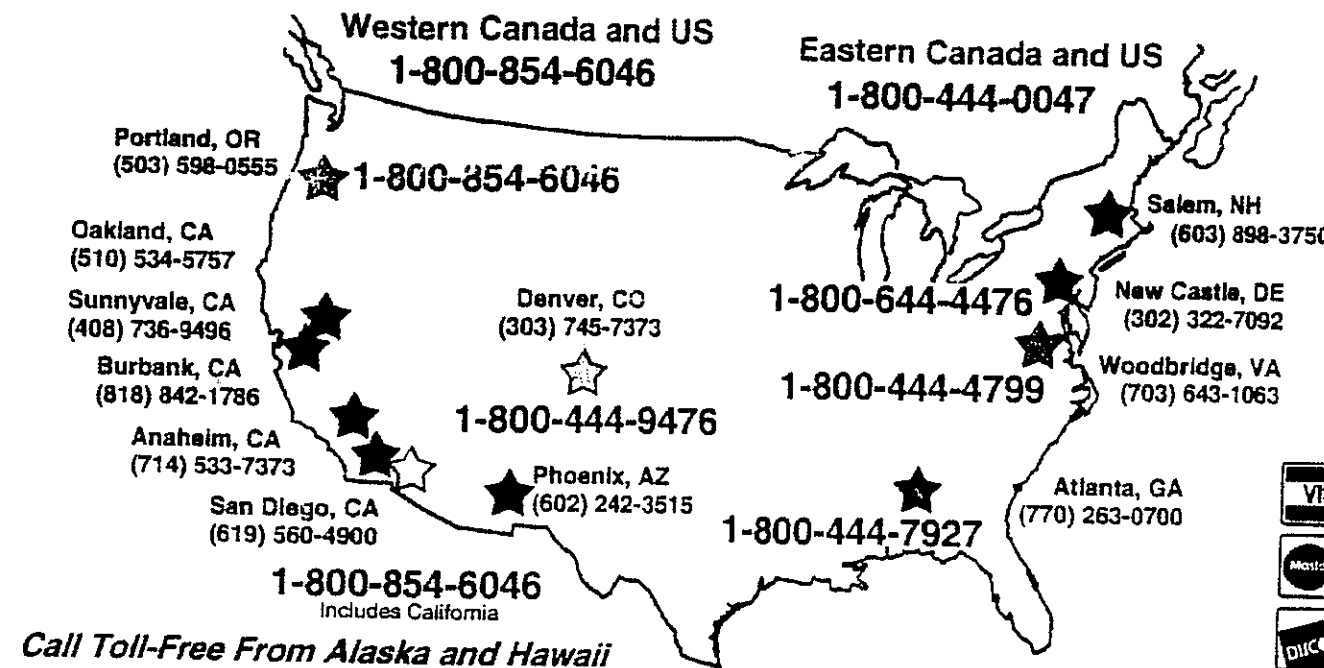 Western Canada and US
1-800-854-6046
Eastern Canada and US
1-800-444-0047
Portland, OR
(503) 598-0555
1-800-854-6046
Oakland, CA
(510) 534-5757
Sunnyvale, CA
(408) 736-9496
Burbank, CA
(818) 842-1786
Anaheim, CA
(714) 533-7373
San Diego, CA
(619) 560-4900
1-800-854-6046
Includes California
Call Toll-Free From Alaska and Hawaii
Denver, CO
(303) 745-7373
1-800-444-9476
Phoenix, AZ
(602) 242-3515
Salem, NH
(603) 898-3750
1-800-644-4476
New Castle, DE
(302) 322-7092
1-800-444-4799
Woodbridge, VA
(703) 643-1063
Atlanta, GA
(770) 263-0700
1-800-444-7927